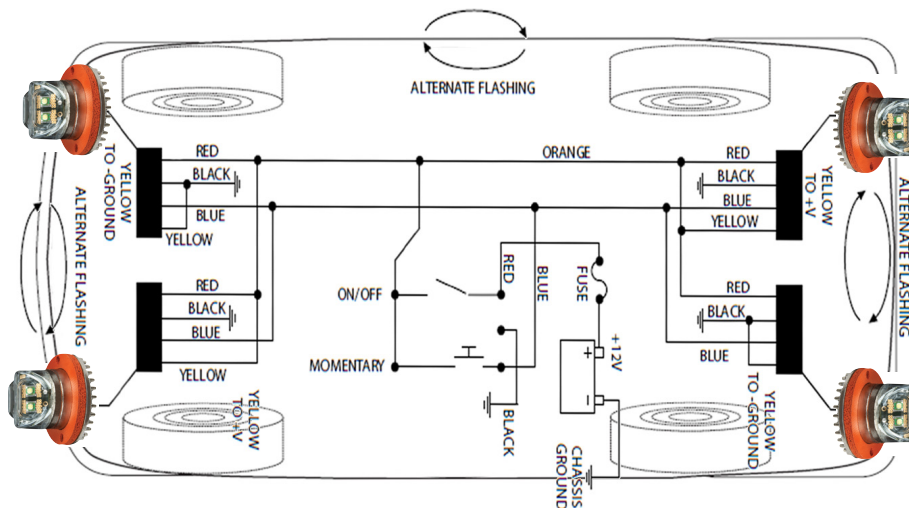 ALTERNATE FLASHING
RED
BLACK
BLUE
YELLOW
YELLOW
TO -GROUND
ORANGE
RED
BLACK
BLUE
YELLOW
YELLOW
TO +V
ALTERNATE FLASHING
ALTERNATE FLASHING
RED
BLACK
BLUE
YELLOW
YELLOW
TO +V
ON/OFF
MOMENTARY
RED
BLUE
FUSE
+12V
+
-
BLACK
CHASSIS
GROUND
RED
BLACK
BLUE
YELLOW
TO -GROUND